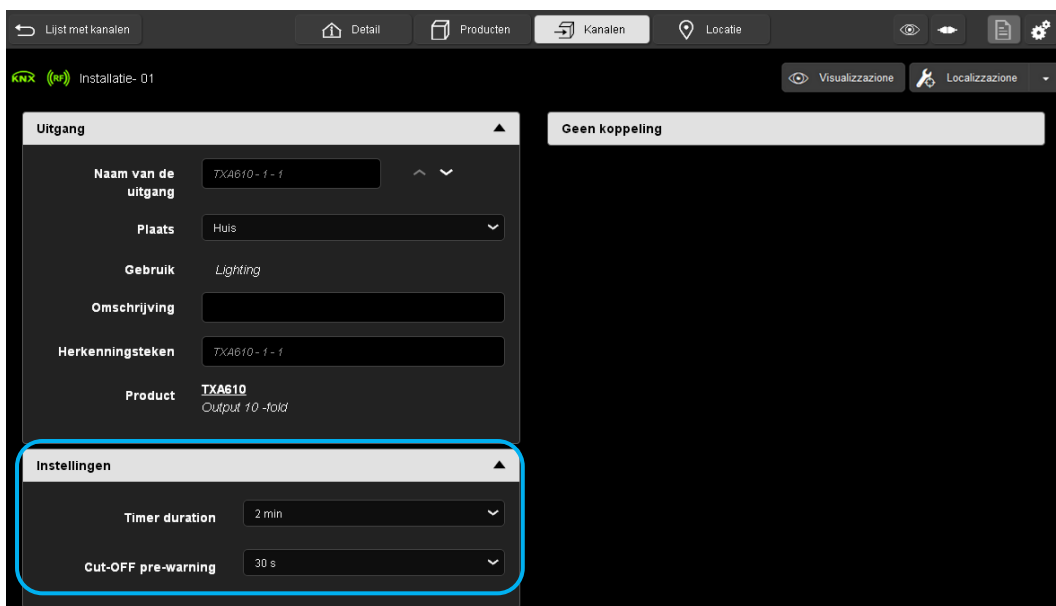 Lijst met kanalen
Detail
Producten
Kanalen
Locatie
KNX ((RF)) Installatie- 01
Visualizzazione
Localizzazione
Uitgang
Geen koppeling
Naam van de
uitgang
TXA610 - 1 - 1
Plaats
Huis
Gebruik
Lighting
Omschrijving
Herkenningsteken
TXA610 - 1 - 1
Product
TXA610
Output 10 -fold
Instellingen
Timer duration
2 min
Cut-OFF pre-warning
30 s